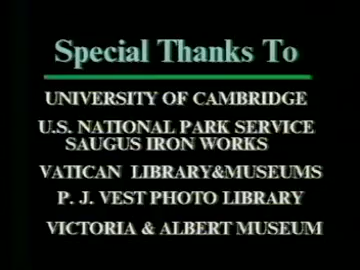 Special Thanks To
UNIVERSITY OF CAMBRIDGE
U.S. NATIONAL PARK SERVICE
SAUGUS IRON WORKS
VATICAN LIBRARY&MUSEUMS
P. J. VEST PHOTO LIBRARY
VICTORIA & ALBERT MUSEUM